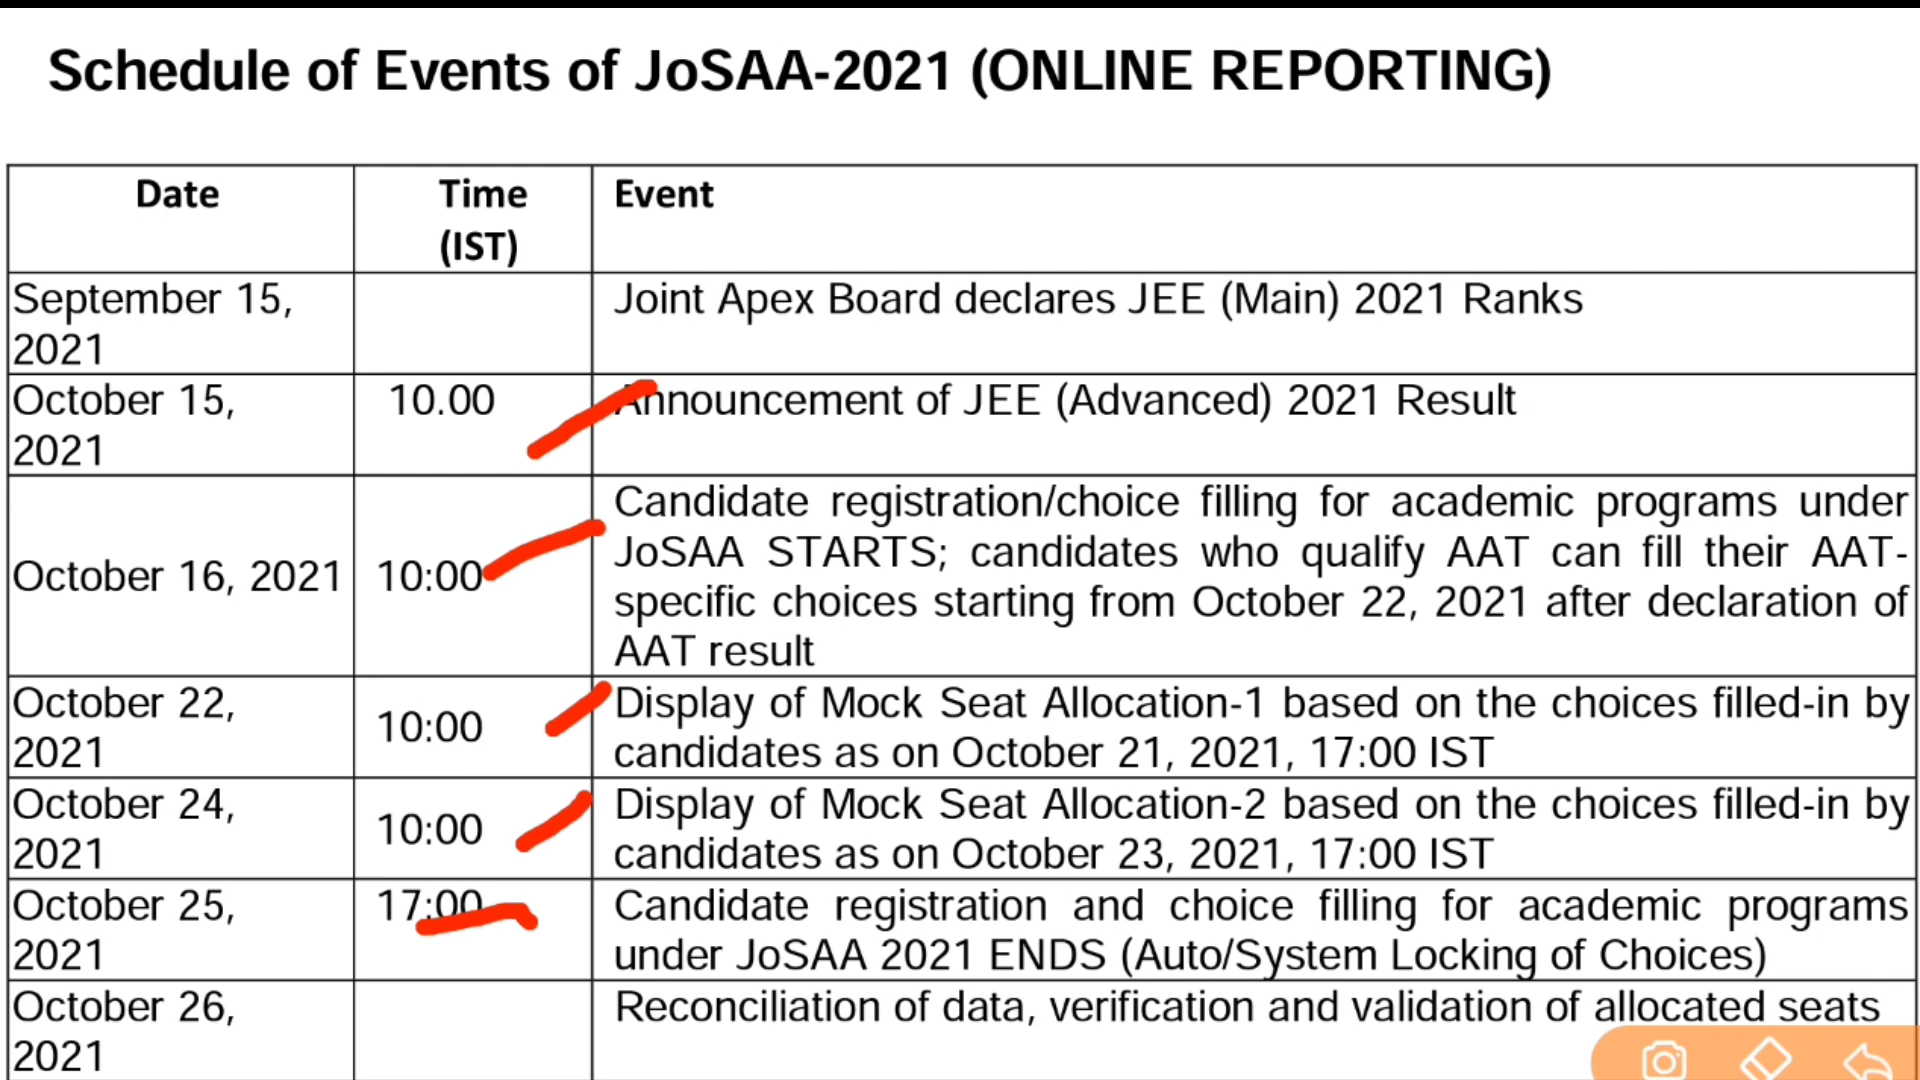 Schedule of Events of JoSAA-2021 (ONLINE REPORTING)
Date
Time
(IST)
Event
September 15,
2021
Joint Apex Board declares JEE (Main) 2021 Ranks
October 15,
2021
10.00
Announcement of JEE (Advanced) 2021 Result
October 16, 2021
10:00
Candidate registration/choice filling for academic programs under
JoSAA STARTS; candidates who qualify AAT can fill their AAT-
specific choices starting from October 22, 2021 after declaration of
AAT result
October 22,
2021
10:00
Display of Mock Seat Allocation-1 based on the choices filled-in by
candidates as on October 21, 2021, 17:00 IST
October 24,
2021
10:00
Display of Mock Seat Allocation-2 based on the choices filled-in by
candidates as on October 23, 2021, 17:00 IST
October 25,
2021
17:00
Candidate registration and choice filling for academic programs
under JoSAA 2021 ENDS (Auto/System Locking of Choices)
October 26,
2021
Reconciliation of data, verification and validation of allocated seats